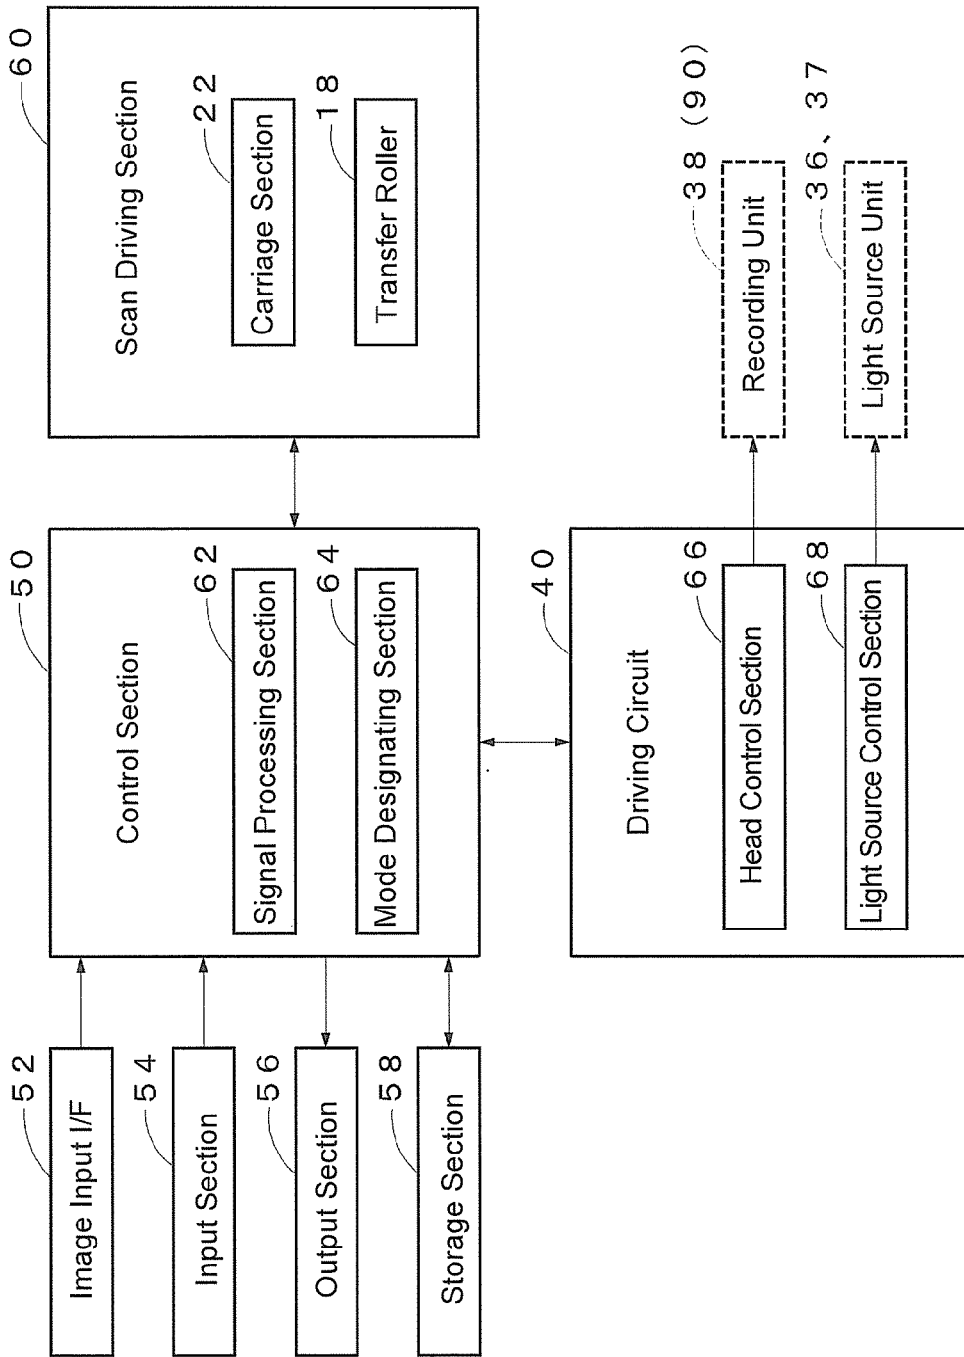 52
Image Input I/F
54
Input Section
56
Output Section
58
Storage Section
50
Control Section
62
Signal Processing Section
64
Mode Designating Section
60
Scan Driving Section
22
Carriage Section
18
Transfer Roller
40
Driving Circuit
66
Head Control Section
68
Light Source Control Section
38 (90)
Recording Unit
36、37
Light Source Unit